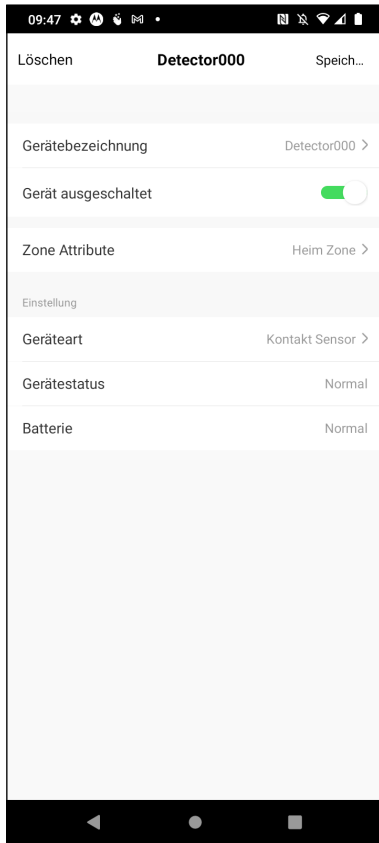 09:47
Löschen Detector000 Speich...
Gerätebezeichnung Detector000
Gerät ausgeschaltet
Zone Attribute Heim Zone
Einstellung
Geräteart Kontakt Sensor
Gerätestatus Normal
Batterie Normal